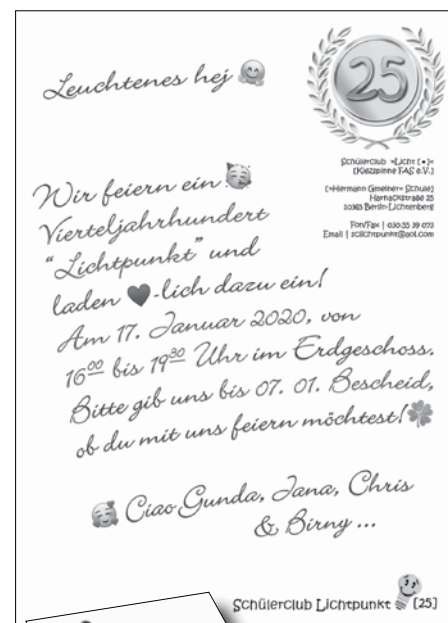 Leuchtenes hej
25
Schülerclub »Licht [•]«
[Kidzspinne FAS e.V.]
[»Hermann Gmeiner« Schule]
Harnackstraße 25
10365 Berlin-Lichtenberg
Fon/Fax | 030.55 39 073
Email | sclichtpunkt@aol.com
Wir feiern ein
Vierteljahrhundert
“Lichtpunkt” und
laden ♥-lich dazu ein!
Am 17. Januar 2020, von
1600 bis 1930 Uhr im Erdgeschoss.
Bitte gib uns bis 07. 01. Bescheid,
ob du mit uns feiern möchtest!
Ciao Gunda, Jana, Chris
& Birny ...
Schülerclub Lichtpunkt [25]